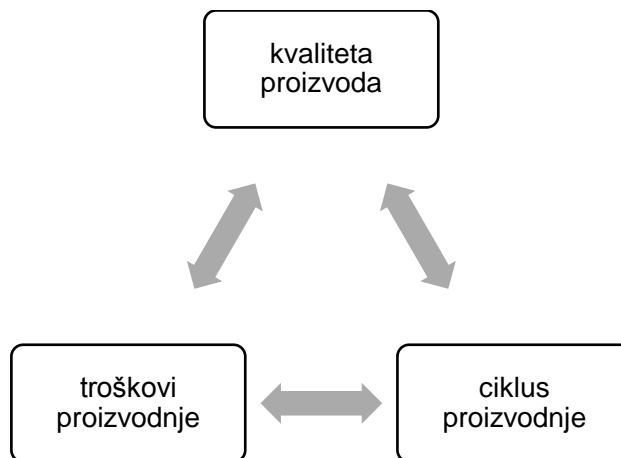 kvaliteta
proizvoda
troškovi
proizvodnje
ciklus
proizvodnje